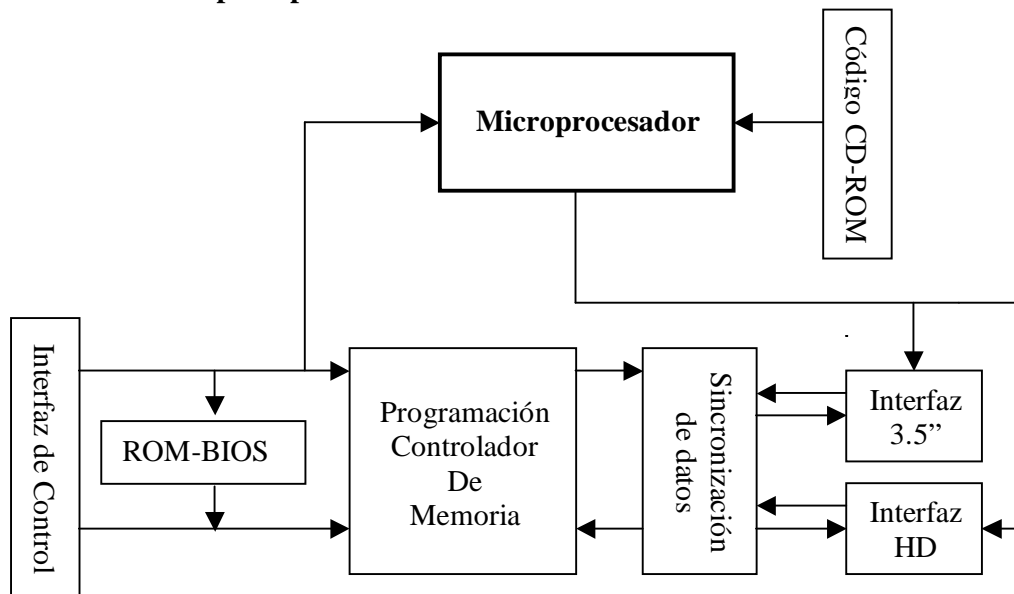 Microprocesador
Código CD-ROM
Interfaz de Control
ROM-BIOS
Programación
Controlador
De
Memoria
Sincronización
de datos
Interfaz
3.5”
Interfaz
HD